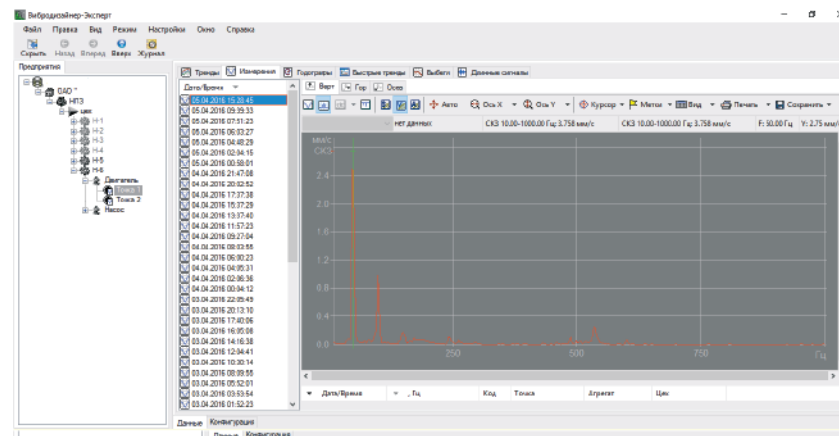 Вибродизайнер-Эксперт
Файл Правка Вид Режим Настройки Окно Справка
Скрыть Назад Вперед Вверх Журнал
Предприятия
ОАО "
НПЗ
цех
Н-1
Н-2
Н-3
Н-4
Н-5
Н-6
Двигатель
Точка 1
Точка 2
Насос
Тренды Измерения Годографы Быстрые тренды Выбеги Данные сигналы
Дата/Время
Верт Гор Осев
Авто Ось X Ось Y Курсор Метки Вид Печать Сохранить
нет данных СКЗ 10.00-1000.00 Гц: 3.758 мм/с СКЗ 10.00-1000.00 Гц: 3.758 мм/с F: 50.00 Гц Y: 2.75 мм/
05.04.2016 15:28:45
05.04.2016 09:39:33
05.04.2016 07:51:23
05.04.2016 06:03:27
05.04.2016 04:48:29
05.04.2016 02:34:15
05.04.2016 00:58:01
04.04.2016 21:47:08
04.04.2016 20:02:52
04.04.2016 17:37:38
04.04.2016 15:37:29
04.04.2016 13:37:40
04.04.2016 11:57:23
04.04.2016 09:27:04
04.04.2016 08:03:55
04.04.2016 06:00:23
04.04.2016 04:05:31
04.04.2016 02:06:36
04.04.2016 00:34:12
03.04.2016 22:05:49
03.04.2016 20:13:10
03.04.2016 17:40:06
03.04.2016 16:05:08
03.04.2016 14:16:38
03.04.2016 12:34:41
03.04.2016 10:30:14
03.04.2016 08:09:55
03.04.2016 05:52:01
03.04.2016 03:53:54
03.04.2016 01:52:23
мм/с
СКЗ
2.4
2.0
1.6
1.2
0.8
0.4
0.0
250 500 750 Гц
Дата/Время , Гц Код Точка Агрегат Цех
Данные Конфигурация
Данные Конфигурация